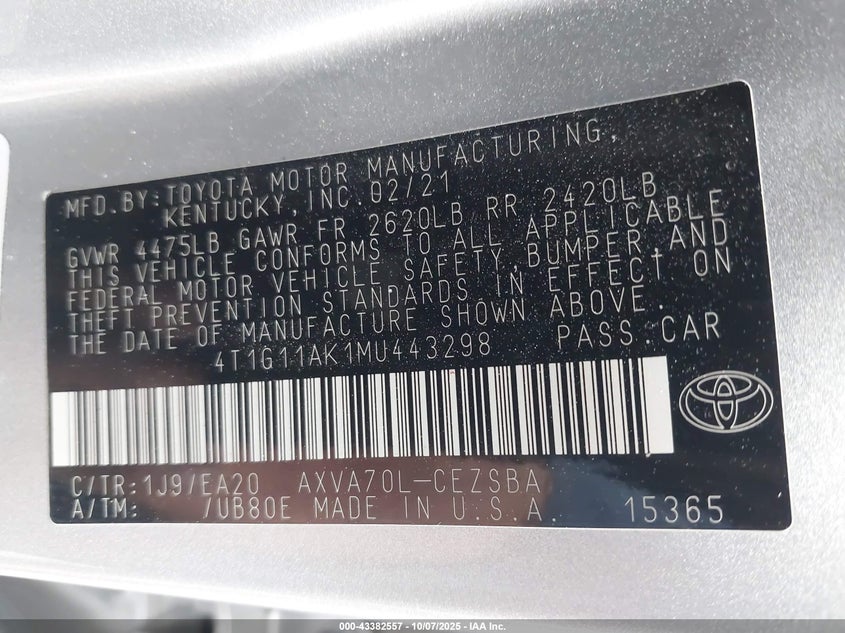 MFD.BY:TOYOTA MOTOR MANUFACTURING,
KENTUCKY,INC.02/21
GVWR 4475LB GAWR FR 2620LB RR 2420LB
THIS VEHICLE CONFORMS TO ALL APPLICABLE
FEDERAL MOTOR VEHICLE SAFETY,BUMPER,AND
THEFT PREVENTION STANDARDS IN EFFECT ON
THE DATE OF MANUFACTURE SHOWN ABOVE.
4T1G11AK1MU443298 PASS.CAR
C/TR:1J9/EA20 AXVA70L-CEZSBA
A/TM: /UB80E MADE IN U.S.A. 15365
000-43382557 - 10/07/2025 - IAA Inc.